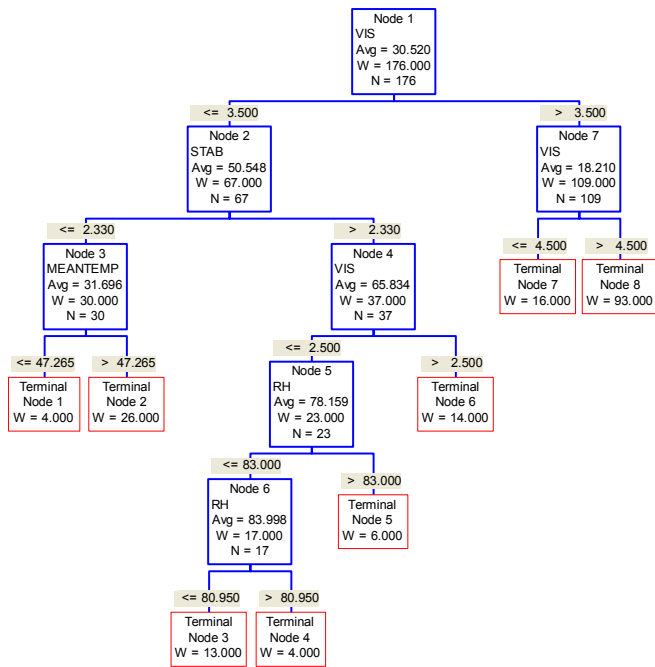 Node 1
VIS
Avg = 30.520
W = 176.000
N = 176
<= 3.500
> 3.500
Node 2
STAB
Avg = 50.548
W = 67.000
N = 67
Node 7
VIS
Avg = 18.210
W = 109.000
N = 109
<= 2.330
> 2.330
<= 4.500
> 4.500
Node 3
MEANTEMP
Avg = 31.696
W = 30.000
N = 30
Node 4
VIS
Avg = 65.834
W = 37.000
N = 37
Terminal
Node 7
W = 16.000
Terminal
Node 8
W = 93.000
<= 47.265
> 47.265
<= 2.500
> 2.500
Terminal
Node 1
W = 4.000
Terminal
Node 2
W = 26.000
Node 5
RH
Avg = 78.159
W = 23.000
N = 23
Terminal
Node 6
W = 14.000
<= 83.000
> 83.000
Node 6
RH
Avg = 83.998
W = 17.000
N = 17
Terminal
Node 5
W = 6.000
<= 80.950
> 80.950
Terminal
Node 3
W = 13.000
Terminal
Node 4
W = 4.000